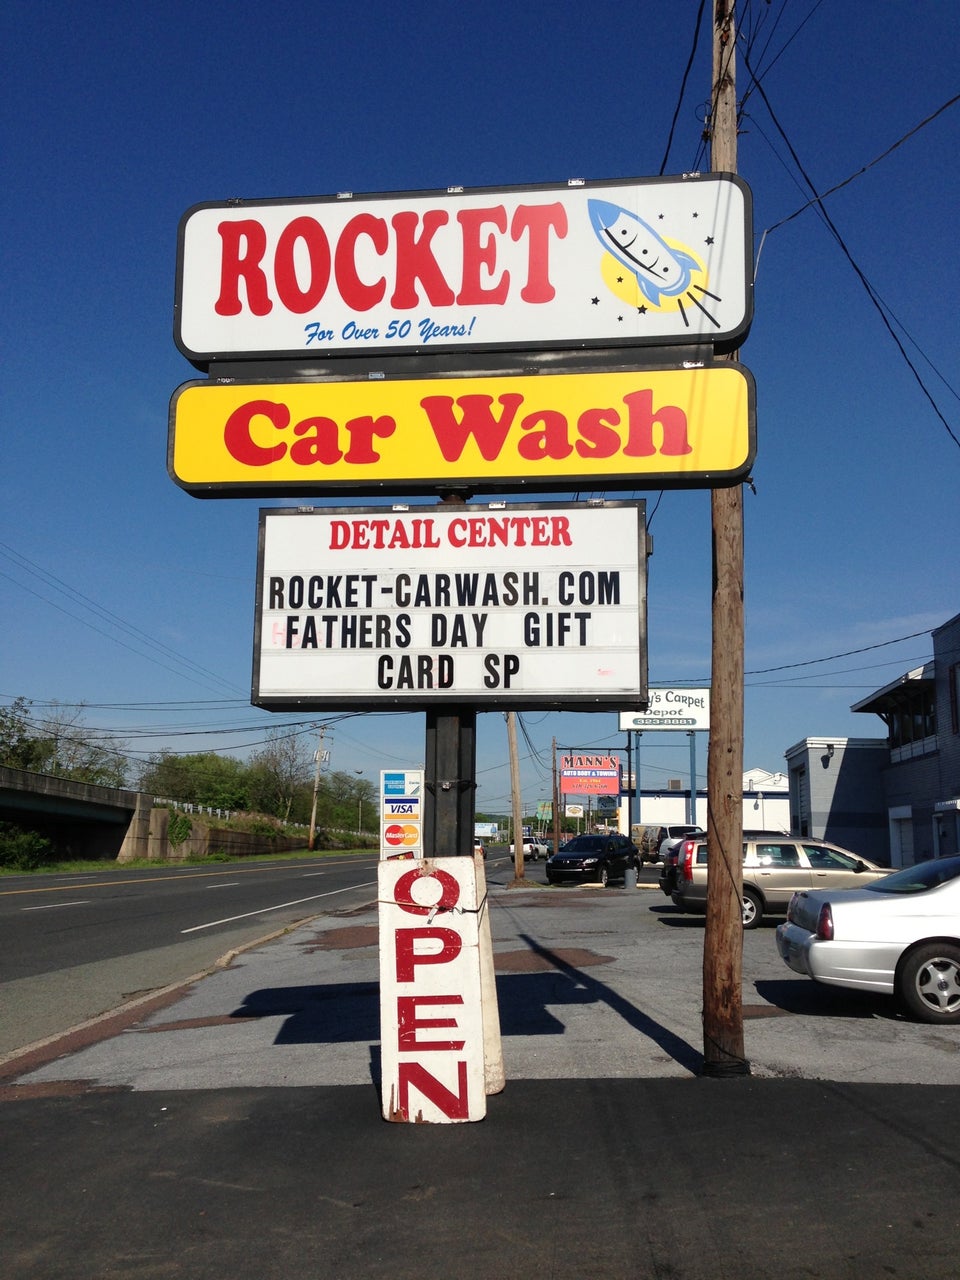 ROCKET
For Over 50 Years!
Car Wash
DETAIL CENTER
ROCKET-CARWASH.COM
FATHERS DAY GIFT
CARD SP
Carpet
Depot
323-8881
MANN'S
AUTO BODY & TOWING
VISA
MasterCard
OPEN